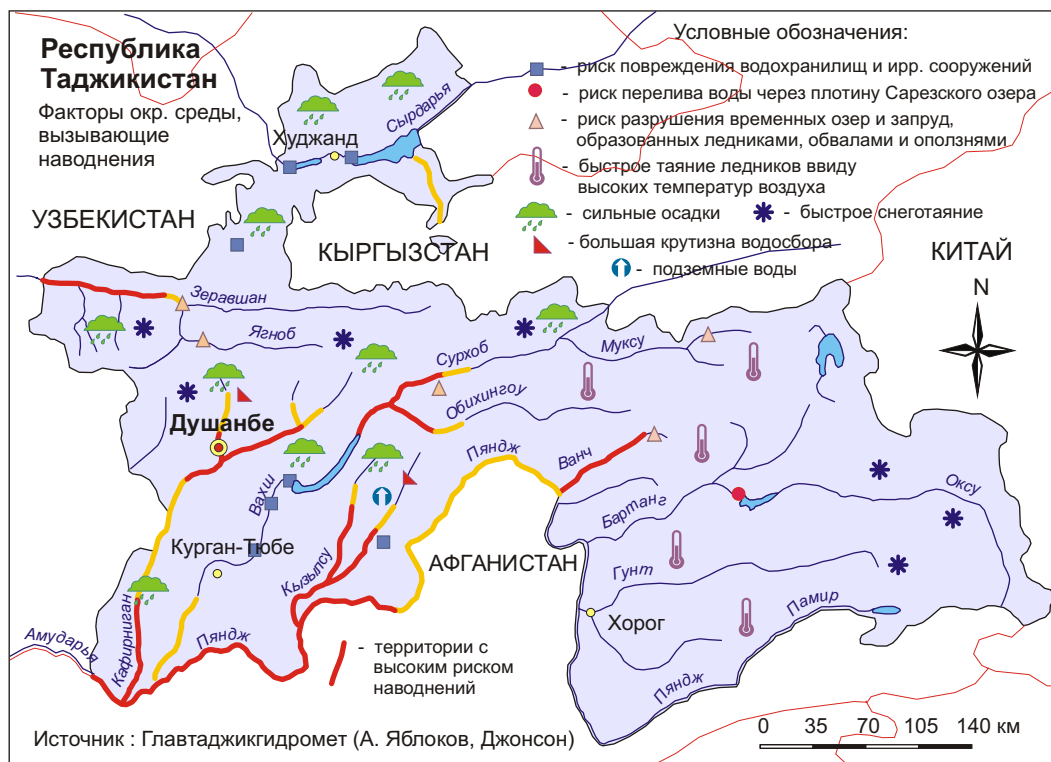 Республика
Таджикистан
Факторы окр. среды,
вызывающие
наводнения
Условные обозначения:
- риск повреждения водохранилищ и ирр. сооружений
- риск перелива воды через плотину Сарезского озера
- риск разрушения временных озер и запруд,
образованных ледниками, обвалами и оползнями
- быстрое таяние ледников ввиду
высоких температур воздуха
- сильные осадки
- быстрое снеготаяние
- большая крутизна водосбора
- подземные воды
Худжанд
Сырдарья
УЗБЕКИСТАН
КЫРГЫЗСТАН
КИТАЙ
N
Зеравшан
Ягноб
Сурхоб
Муксу
Обихингоу
Душанбе
Пяндж
Ванч
Вахш
Бартанг
Оксу
Курган-Тюбе
Кызылсу
АФГАНИСТАН
Гунт
Памир
Хорог
Кафирниган
Амударья
Пяндж
Пяндж
- территории с
высоким риском
наводнений
0 35 70 105 140 км
Источник : Главтаджикгидромет (А. Яблоков, Джонсон)